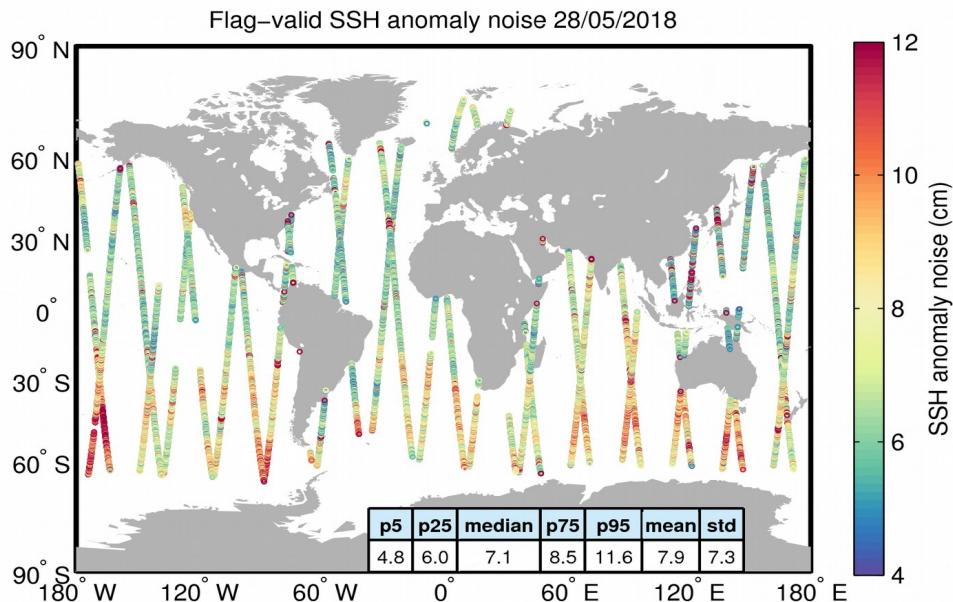 Flag−valid SSH anomaly noise 28/05/2018
90° N
60° N
30° N
0°
30° S
60° S
90° S
180° W
120° W
60° W
0°
60° E
120° E
180° E
p5 p25 median p75 p95 mean std
4.8 6.0 7.1 8.5 11.6 7.9 7.3
12
10
8
6
4
SSH anomaly noise (cm)